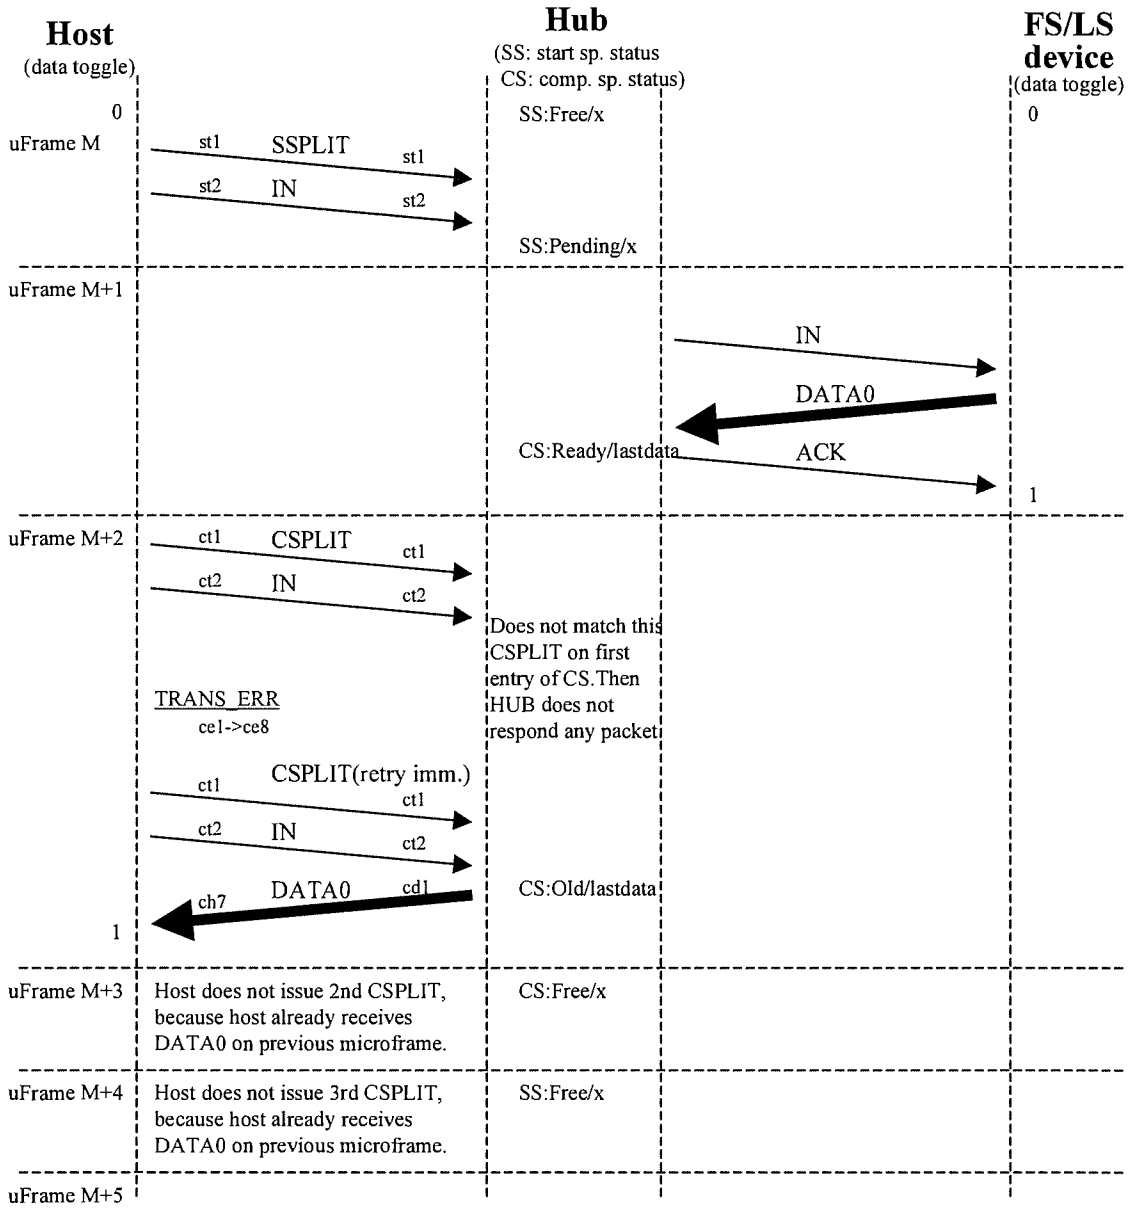 Host
(data toggle)
Hub
(SS: start sp. status
CS: comp. sp. status)
FS/LS
device
(data toggle)
0
SS:Free/x
0
uFrame M
st1 SSPLIT st1
st2 IN st2
SS:Pending/x
uFrame M+1
IN
DATA0
CS:Ready/lastdata
ACK
1
uFrame M+2
ct1 CSPLIT ct1
ct2 IN ct2
Does not match this
CSPLIT on first
entry of CS.Then
HUB does not
respond any packet
TRANS_ERR
ce1->ce8
CSPLIT(retry imm.)
ct1 ct1
ct2 IN ct2
ch7 DATA0 cd1
CS:Old/lastdata
1
uFrame M+3
Host does not issue 2nd CSPLIT,
because host already receives
DATA0 on previous microframe.
CS:Free/x
uFrame M+4
Host does not issue 3rd CSPLIT,
because host already receives
DATA0 on previous microframe.
SS:Free/x
uFrame M+5